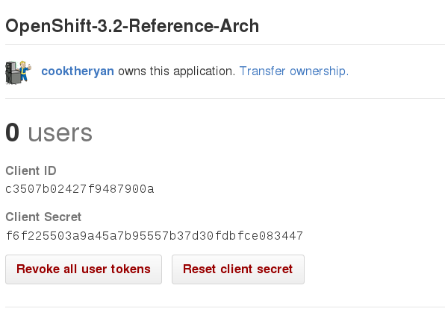 OpenShift-3.2-Reference-Arch
cooktheryan owns this application. Transfer ownership.
0 users
Client ID
c3507b02427f9487900a
Client Secret
f6f225503a9a45a7b95557b37d30fdbfce083447
Revoke all user tokens Reset client secret